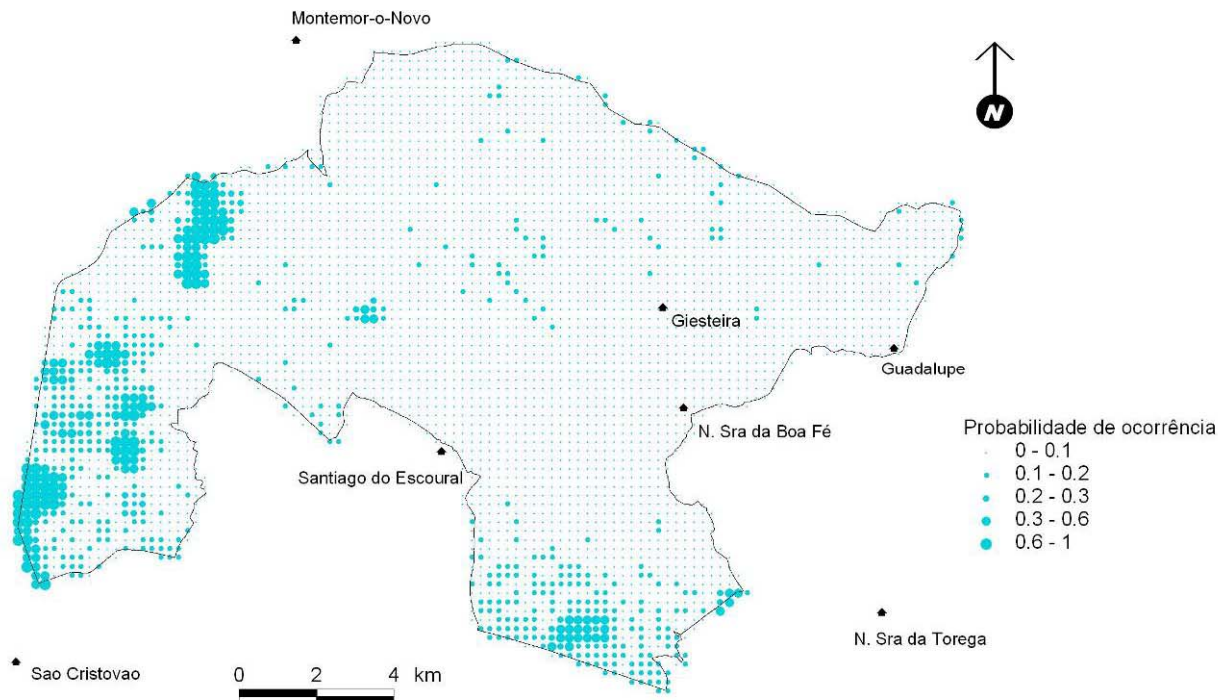 Montemor-o-Novo
N
Giesteira
Guadalupe
N. Sra da Boa Fé
Probabilidade de ocorrência
0 - 0.1
0.1 - 0.2
0.2 - 0.3
0.3 - 0.6
0.6 - 1
Santiago do Escoural
N. Sra da Torega
Sao Cristovao
0 2 4 km